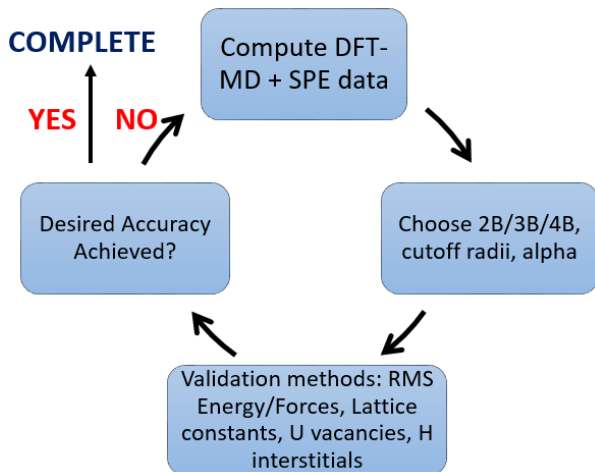 COMPLETE
YES NO
Compute DFT-
MD + SPE data
Choose 2B/3B/4B,
cutoff radii, alpha
Validation methods: RMS
Energy/Forces, Lattice
constants, U vacancies, H
interstitials
Desired Accuracy
Achieved?